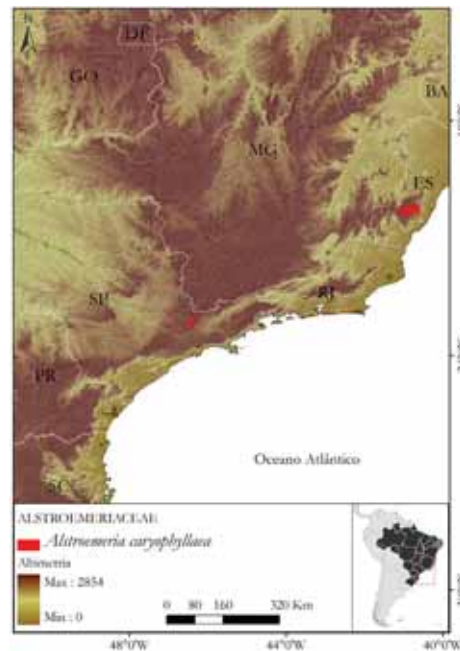 N
DF
GO
BA
MG
ES
SP
RJ
PR
Oceano Atlântico
SC
ALSTROEMERIACEAE
Alstroemeria caryophyllaea
Altimetria
Max : 2854
Min : 0
0 80 160 320 Km
48°0'W 44°0'W 40°0'W